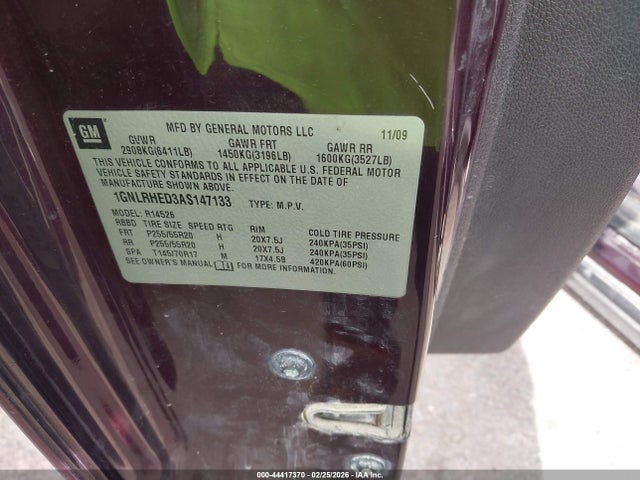 GM
MFD BY GENERAL MOTORS LLC 11/09
GVWR GAWR FRT GAWR RR
2908KG(6411LB) 1450KG(3196LB) 1600KG(3527LB)
THIS VEHICLE CONFORMS TO ALL APPLICABLE U.S. FEDERAL MOTOR
VEHICLE SAFETY STANDARDS IN EFFECT ON THE DATE OF
MANUFACTURE SHOWN ABOVE.
1GNLRHED3AS147133 TYPE: M.P.V.
MODEL: R14526
RBBD TIRE SIZE SPEED RTG RIM COLD TIRE PRESSURE
FRT P255/55R20 H 20X7.5J 240KPA(35PSI)
RR P255/55R20 H 20X7.5J 240KPA(35PSI)
SPA T145/70R17 M 17X4.5B 420KPA(60PSI)
SEE OWNER'S MANUAL FOR MORE INFORMATION.
000-44417370 - 02/25/2026 - Copyright IAA, LLC